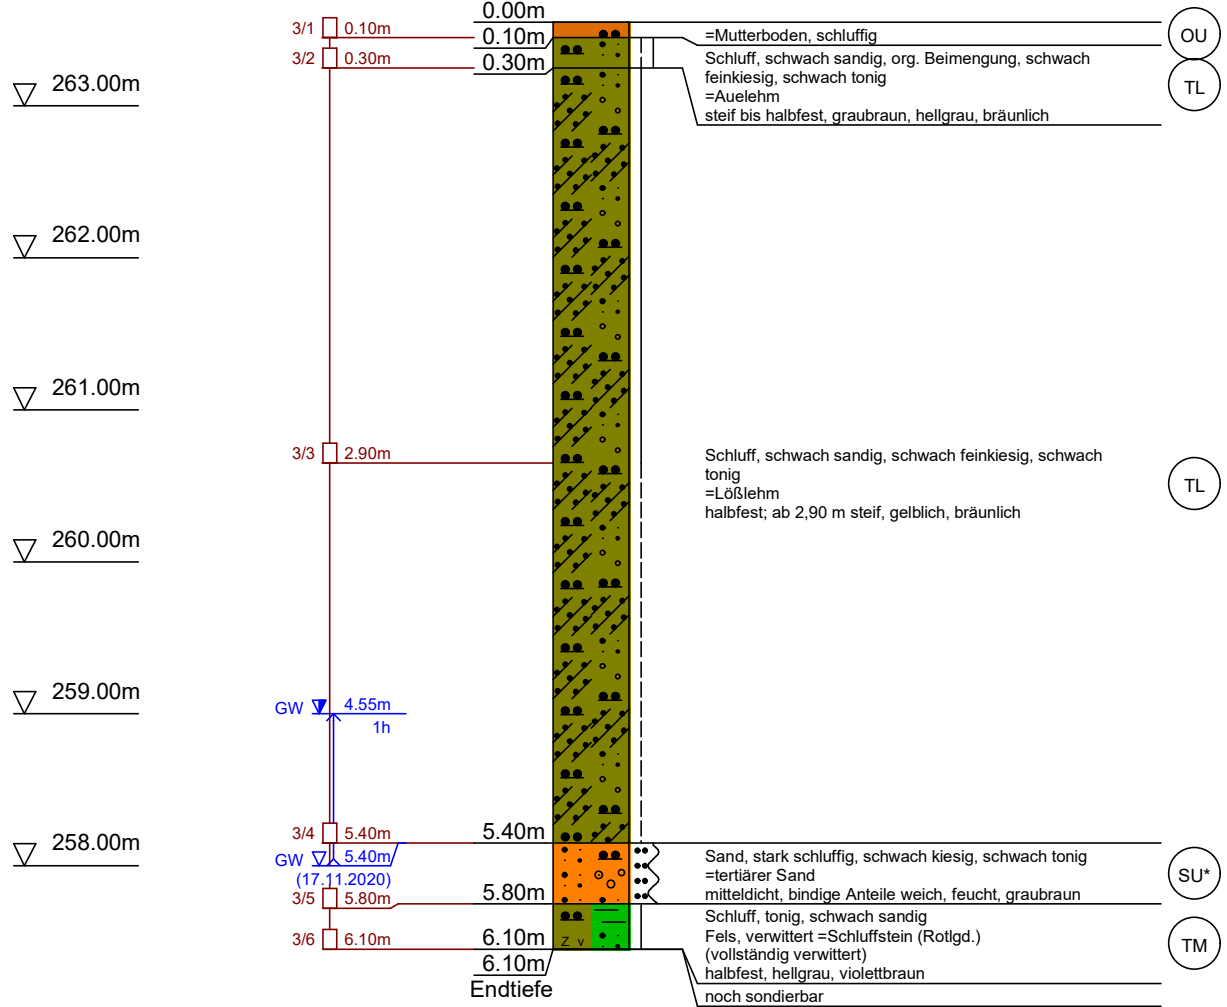 0.00m
3/1 0.10m
0.10m
=Mutterboden, schluffig
OU
3/2 0.30m
0.30m
Schluff, schwach sandig, org. Beimengung, schwach
feinkiesig, schwach tonig
=Auelehm
steif bis halbfest, graubraun, hellgrau, bräunlich
TL
263.00m
262.00m
261.00m
3/3 2.90m
Schluff, schwach sandig, schwach feinkiesig, schwach
tonig
=Lößlehm
halbfest; ab 2,90 m steif, gelblich, bräunlich
TL
260.00m
259.00m
GW 4.55m
1h
3/4 5.40m
5.40m
258.00m
GW 5.40m
(17.11.2020)
Sand, stark schluffig, schwach kiesig, schwach tonig
=tertiärer Sand
mitteldicht, bindige Anteile weich, feucht, graubraun
SU*
3/5 5.80m
5.80m
Schluff, tonig, schwach sandig
Fels, verwittert =Schluffstein (Rotlgd.)
(vollständig verwittert)
halbfest, hellgrau, violettbraun
TM
3/6 6.10m
6.10m
Z v
6.10m
Endtiefe
noch sondierbar